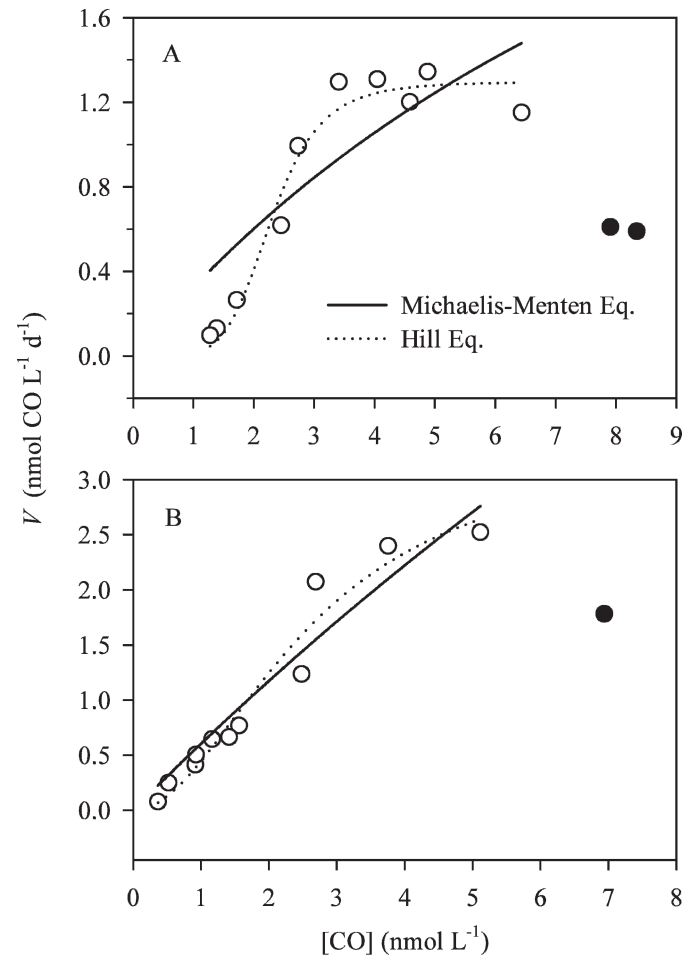 1.6
A
1.2
0.8
0.4
Michaelis-Menten Eq.
Hill Eq.
0.0
0 1 2 3 4 5 6 7 8 9
V (nmol CO L⁻¹ d⁻¹)
3.0
B
2.5
2.0
1.5
1.0
0.5
0.0
0 1 2 3 4 5 6 7 8
[CO] (nmol L⁻¹)